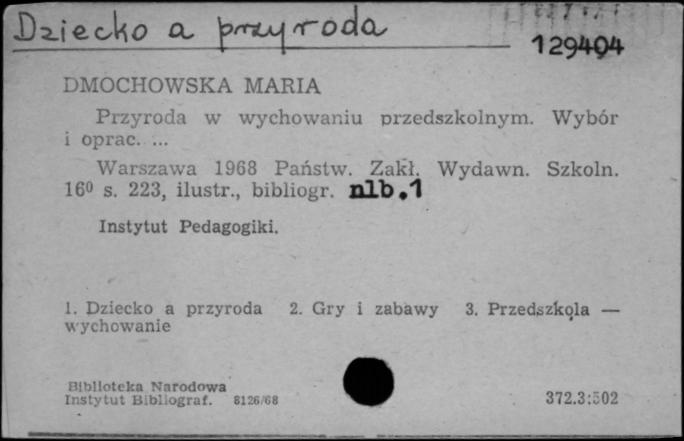 Dziecko a przyroda
129404
DMOCHOWSKA MARIA
Przyroda w wychowaniu przedszkolnym. Wybór
i oprac. ...
Warszawa 1968 Państw. Zakł. Wydawn. Szkoln.
16⁰ s. 223, ilustr., bibliogr. nlb.1
Instytut Pedagogiki.
1. Dziecko a przyroda 2. Gry i zabawy 3. Przedszkola —
wychowanie
Biblioteka Narodowa
Instytut Bibliograf. 8126/68
372.3:502